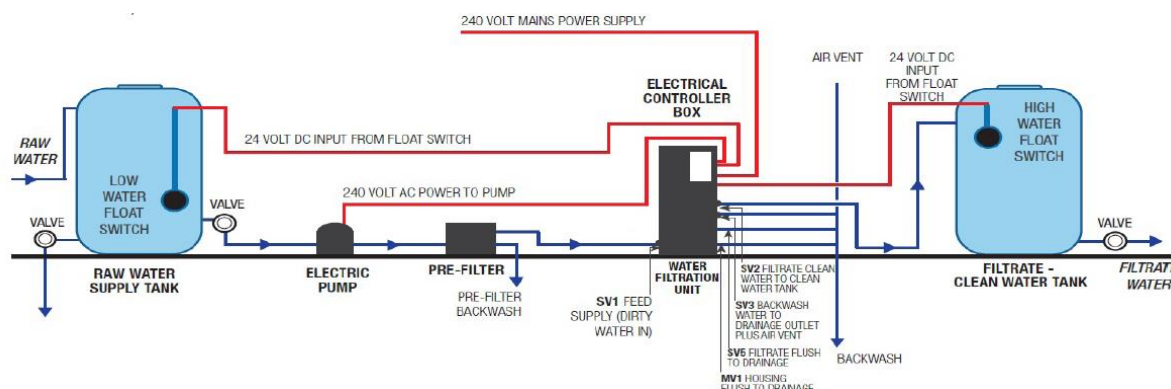 240 VOLT MAINS POWER SUPPLY
AIR VENT
24 VOLT DC
INPUT
FROM FLOAT
SWITCH
ELECTRICAL
CONTROLLER
BOX
RAW
WATER
24 VOLT DC INPUT FROM FLOAT SWITCH
HIGH
WATER
FLOAT
SWITCH
LOW
WATER
FLOAT
SWITCH
240 VOLT AC POWER TO PUMP
VALVE
VALVE
VALVE
RAW WATER
SUPPLY TANK
ELECTRIC
PUMP
PRE-FILTER
PRE-FILTER
BACKWASH
WATER
FILTRATION
UNIT
SV1 FEED
SUPPLY (DIRTY
WATER IN)
SV2 FILTRATE CLEAN
WATER TO CLEAN
WATER TANK
SV3 BACKWASH
WATER TO
DRAINAGE OUTLET
PLUS AIR VENT
SV5 FILTRATE FLUSH
TO DRAINAGE
MV1 HOUSING
FLUSH TO DRAINAGE
BACKWASH
FILTRATE -
CLEAN WATER TANK
FILTRATE
WATER